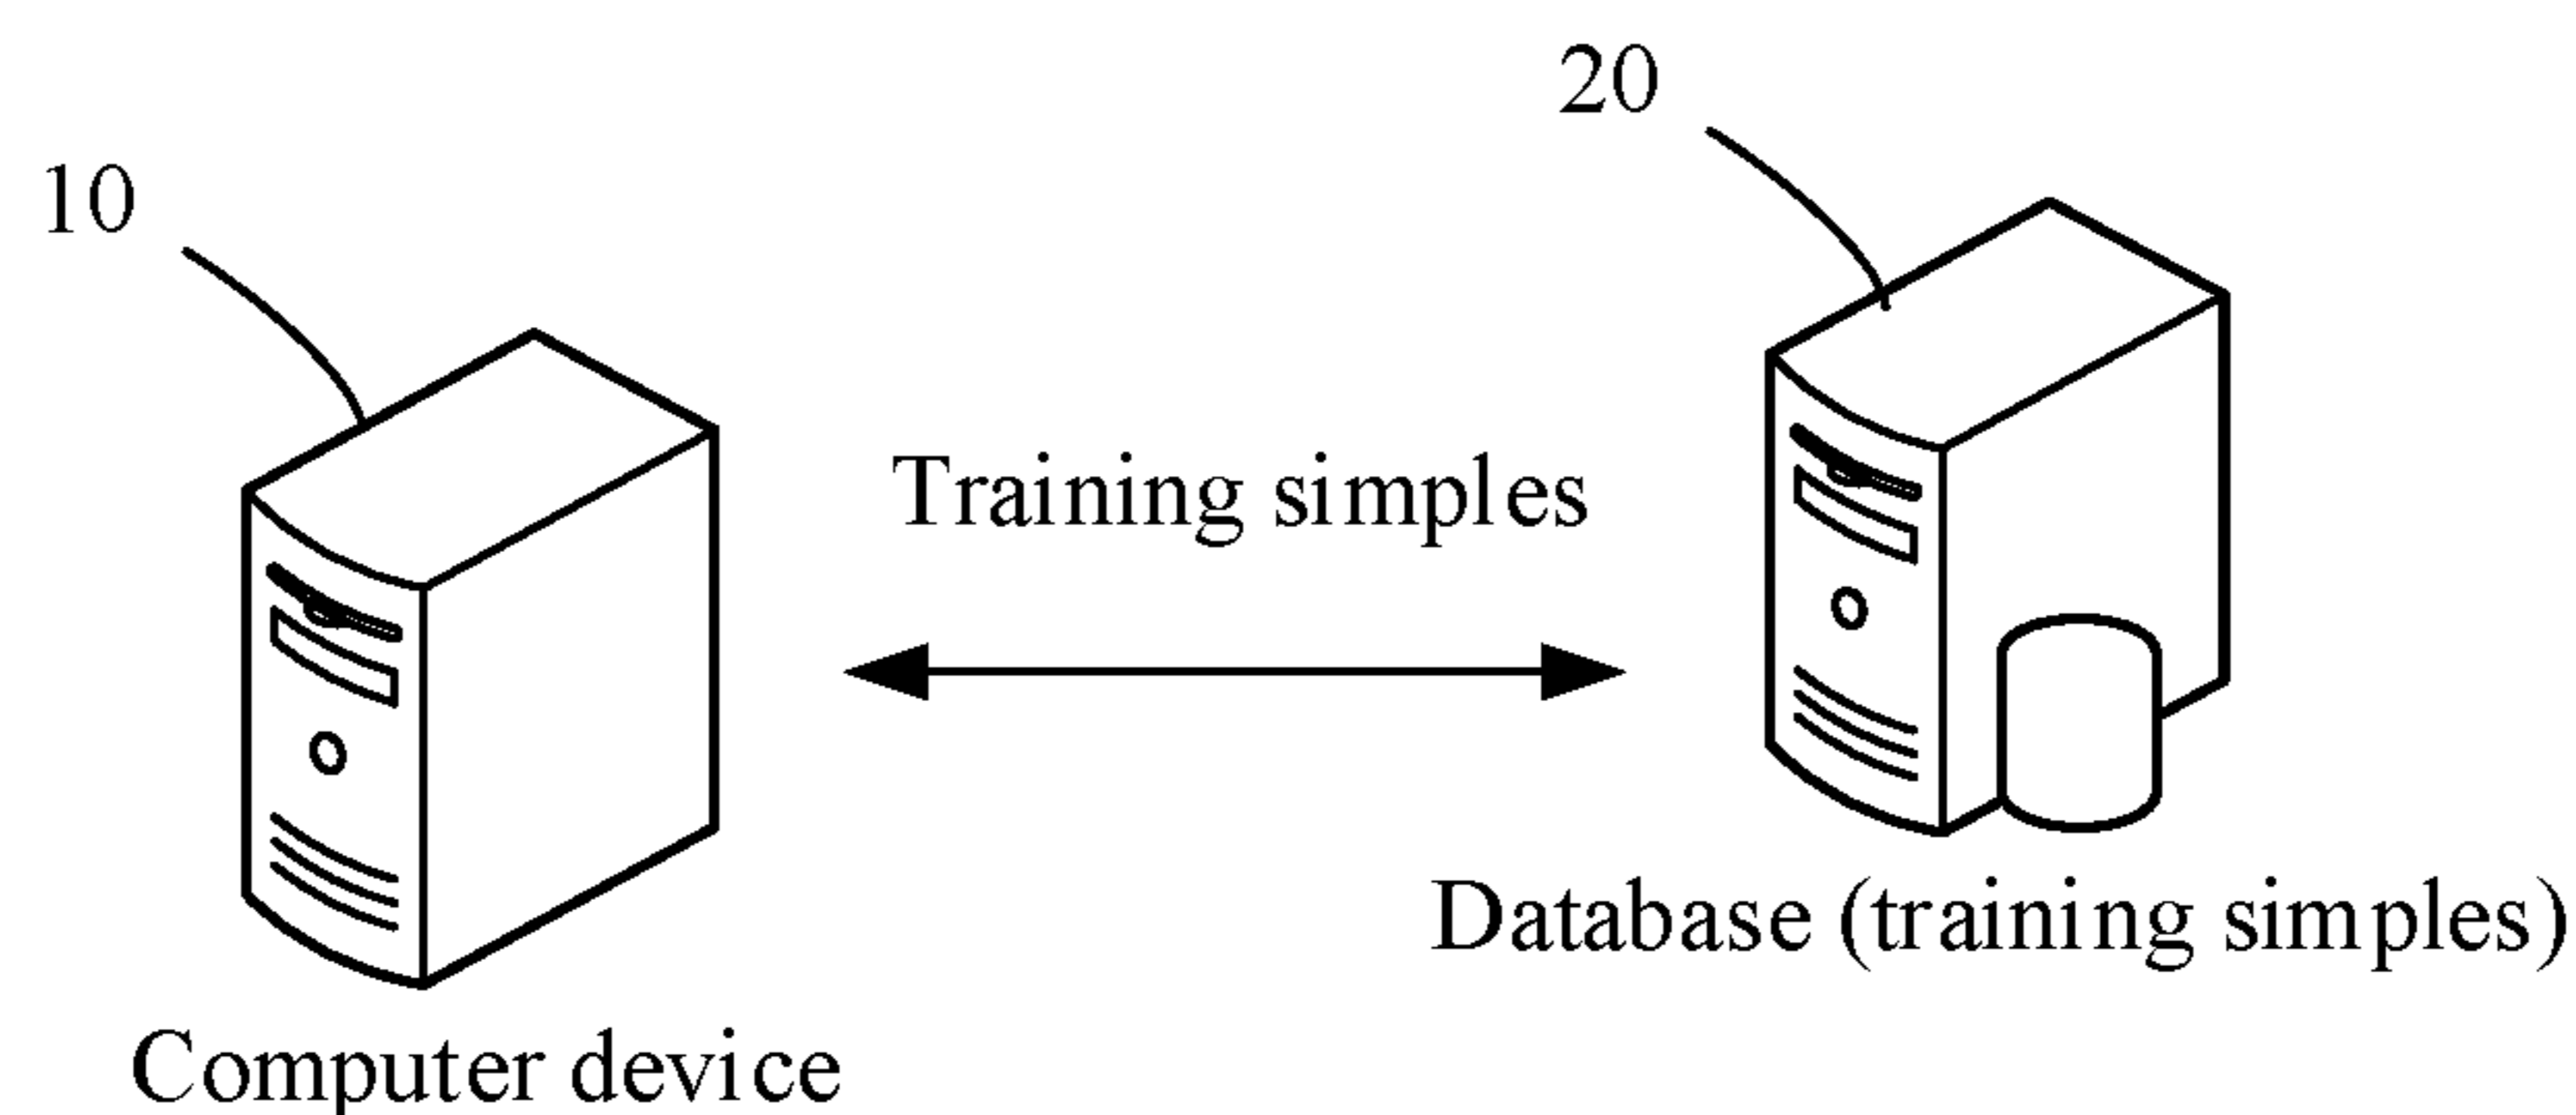 20
10
Training simples
Database (training simples)
Computer device